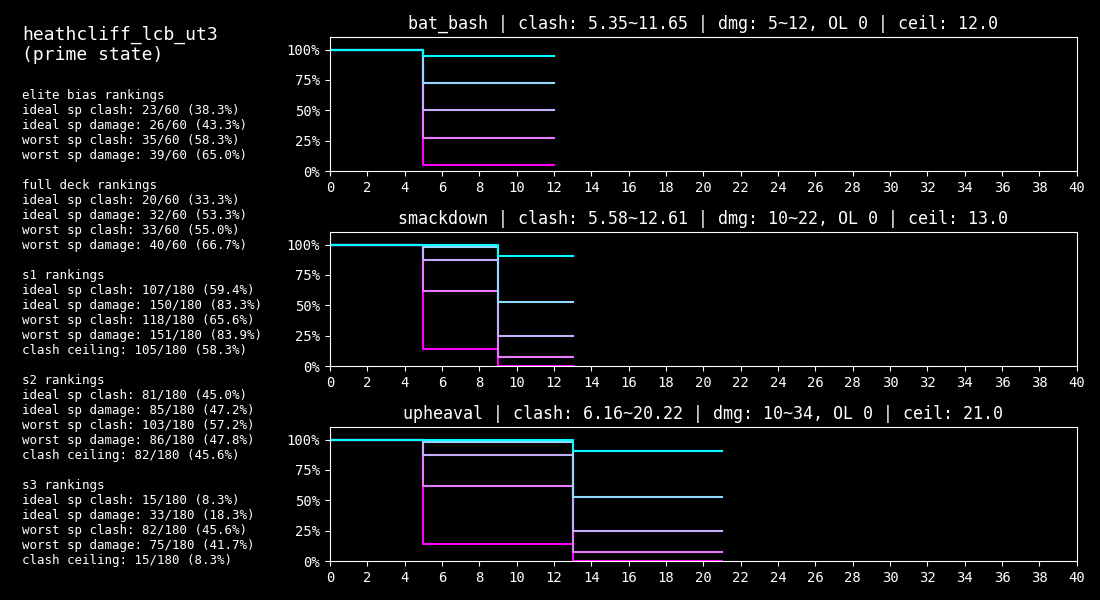 heathcliff_lcb_ut3
(prime state)
elite bias rankings
ideal sp clash: 23/60 (38.3%)
ideal sp damage: 26/60 (43.3%)
worst sp clash: 35/60 (58.3%)
worst sp damage: 39/60 (65.0%)
full deck rankings
ideal sp clash: 20/60 (33.3%)
ideal sp damage: 32/60 (53.3%)
worst sp clash: 33/60 (55.0%)
worst sp damage: 40/60 (66.7%)
s1 rankings
ideal sp clash: 107/180 (59.4%)
ideal sp damage: 150/180 (83.3%)
worst sp clash: 118/180 (65.6%)
worst sp damage: 151/180 (83.9%)
clash ceiling: 105/180 (58.3%)
s2 rankings
ideal sp clash: 81/180 (45.0%)
ideal sp damage: 85/180 (47.2%)
worst sp clash: 103/180 (57.2%)
worst sp damage: 86/180 (47.8%)
clash ceiling: 82/180 (45.6%)
s3 rankings
ideal sp clash: 15/180 (8.3%)
ideal sp damage: 33/180 (18.3%)
worst sp clash: 82/180 (45.6%)
worst sp damage: 75/180 (41.7%)
clash ceiling: 15/180 (8.3%)
bat_bash | clash: 5.35~11.65 | dmg: 5~12, OL 0 | ceil: 12.0
100%
75%
50%
25%
0%
0 2 4 6 8 10 12 14 16 18 20 22 24 26 28 30 32 34 36 38 40
smackdown | clash: 5.58~12.61 | dmg: 10~22, OL 0 | ceil: 13.0
100%
75%
50%
25%
0%
0 2 4 6 8 10 12 14 16 18 20 22 24 26 28 30 32 34 36 38 40
upheaval | clash: 6.16~20.22 | dmg: 10~34, OL 0 | ceil: 21.0
100%
75%
50%
25%
0%
0 2 4 6 8 10 12 14 16 18 20 22 24 26 28 30 32 34 36 38 40